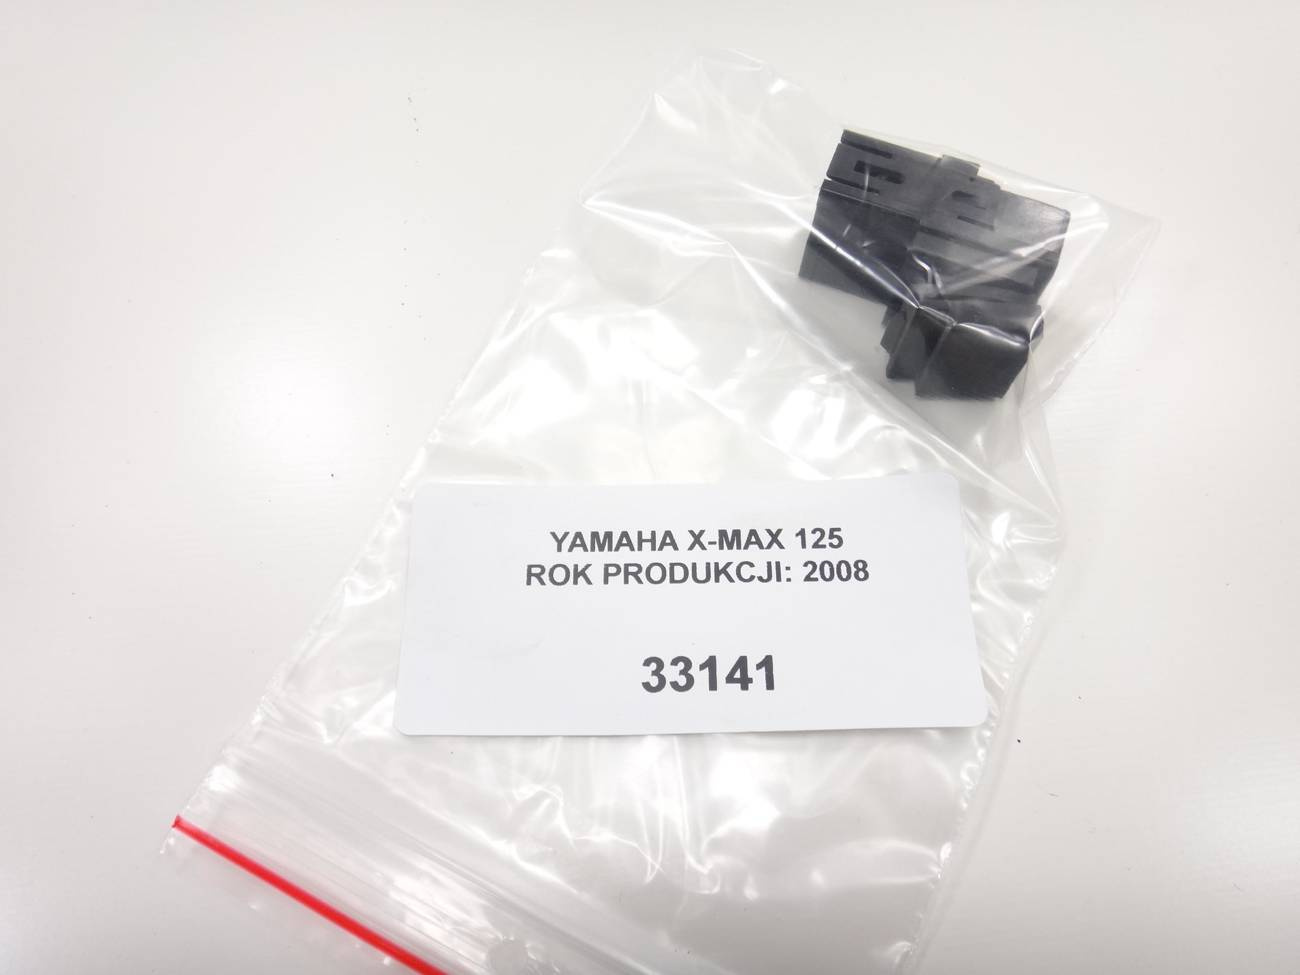 YAMAHA X-MAX 125
ROK PRODUKCJI: 2008
33141